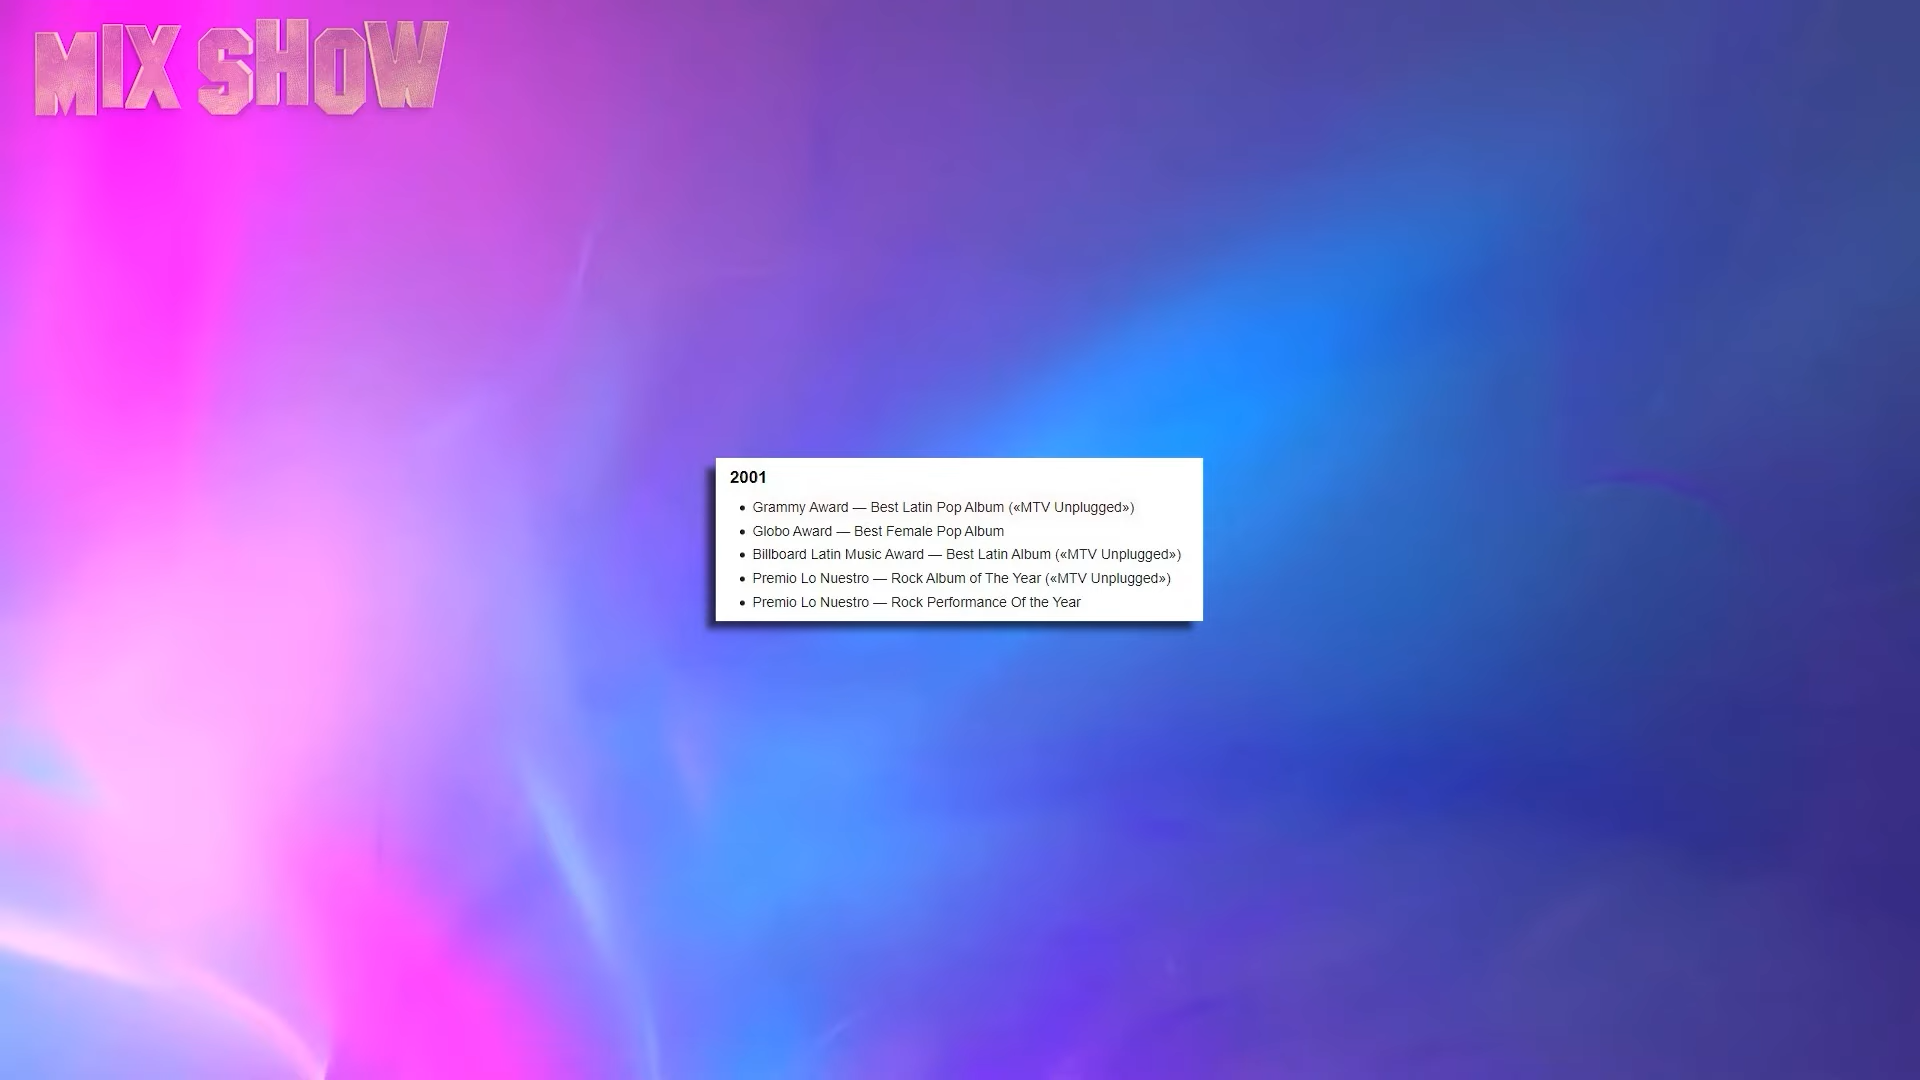 MIX SHOW
2001
• Grammy Award — Best Latin Pop Album («MTV Unplugged»)
• Globo Award — Best Female Pop Album
• Billboard Latin Music Award — Best Latin Album («MTV Unplugged»)
• Premio Lo Nuestro — Rock Album of The Year («MTV Unplugged»)
• Premio Lo Nuestro — Rock Performance Of the Year